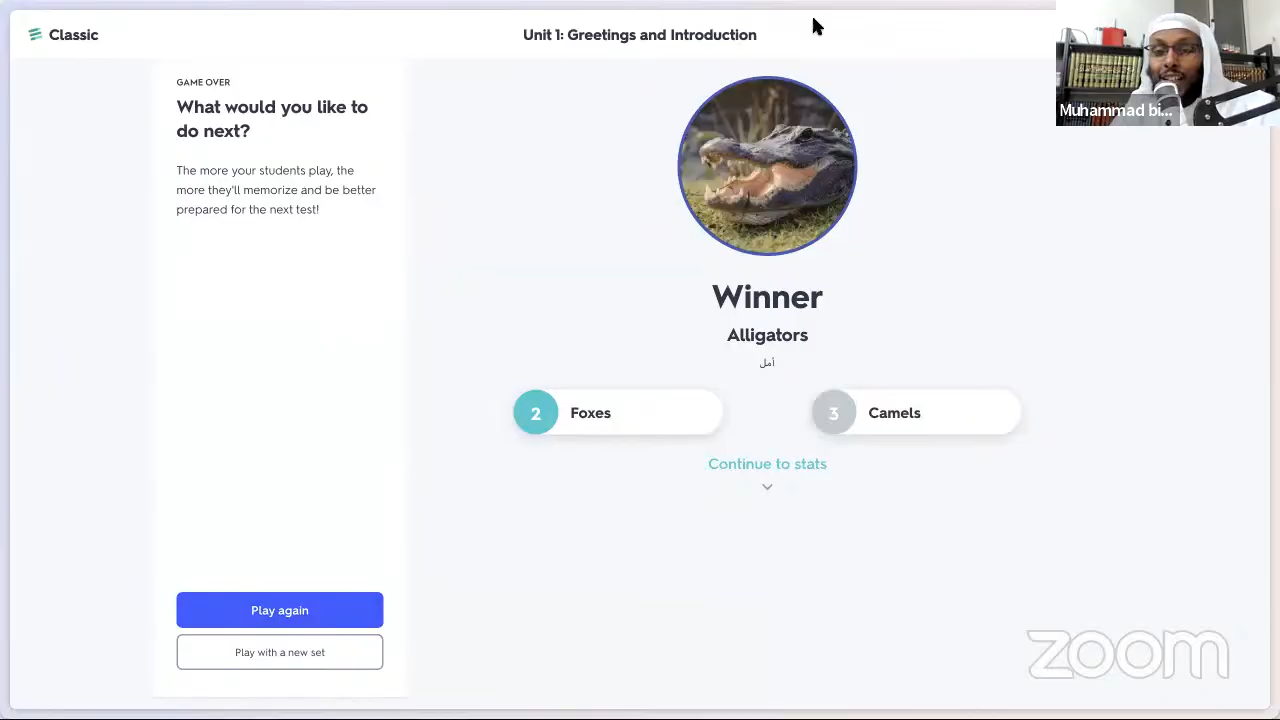 Classic
Unit 1: Greetings and Introduction
Muhammad bi...
GAME OVER
What would you like to
do next?
The more your students play, the
more they'll memorize and be better
prepared for the next test!
Winner
Alligators
أمل
2 Foxes
3 Camels
Continue to stats
Play again
Play with a new set
zoom